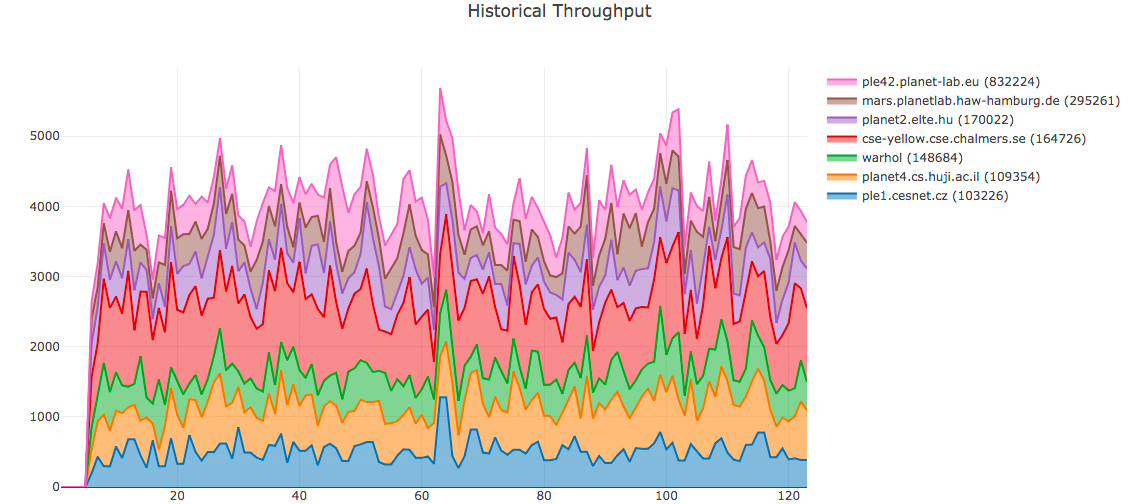 Historical Throughput
ple42.planet-lab.eu (832224)
mars.planetlab.haw-hamburg.de (295261)
planet2.elte.hu (170022)
cse-yellow.cse.chalmers.se (164726)
warhol (148684)
planet4.cs.huji.ac.il (109354)
ple1.cesnet.cz (103226)
5000
4000
3000
2000
1000
0
20 40 60 80 100 120